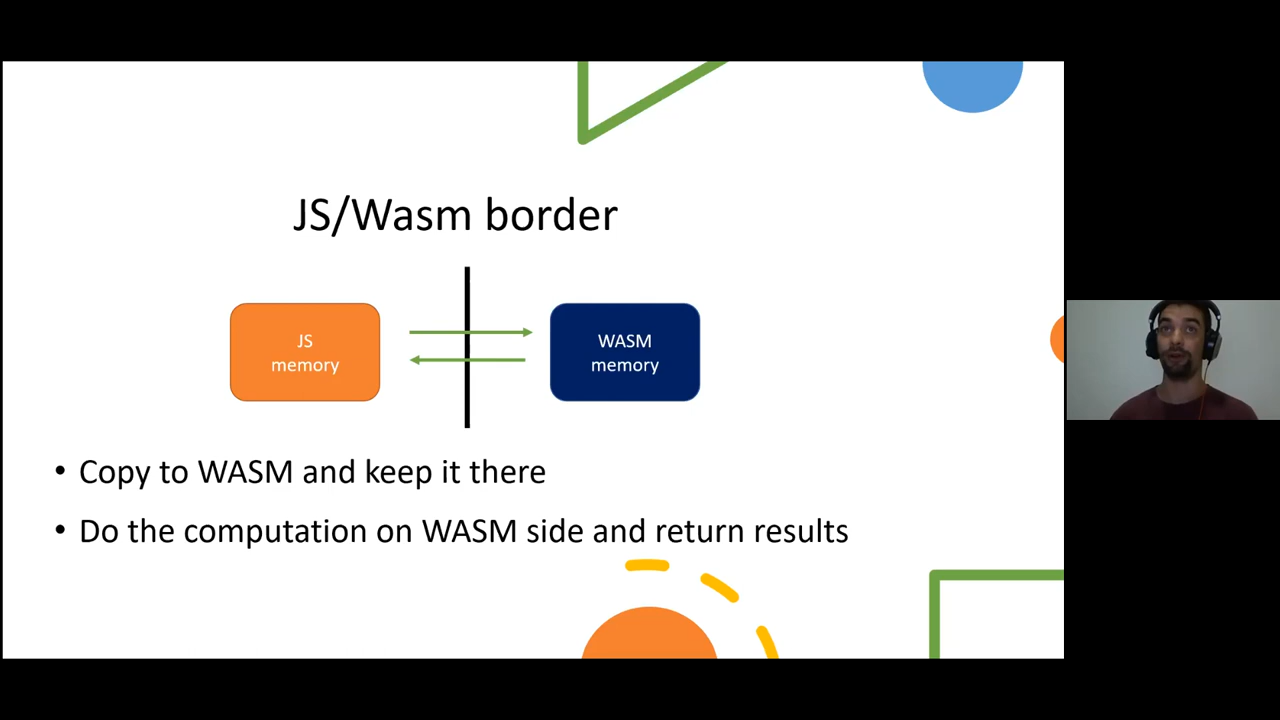 JS/Wasm border
JS
memory
WASM
memory
• Copy to WASM and keep it there
• Do the computation on WASM side and return results